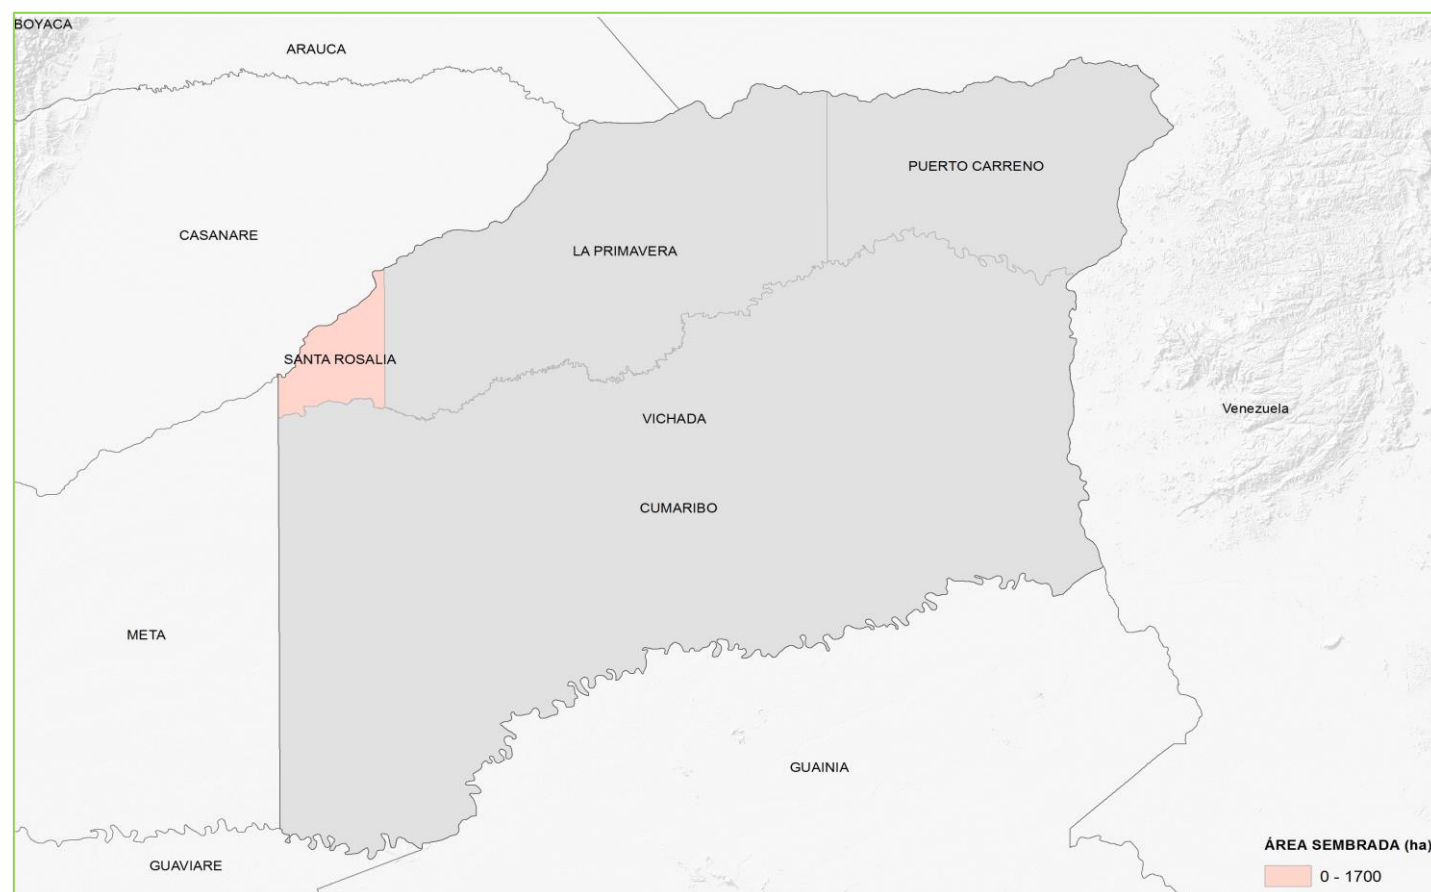 BOYACA
ARAUCA
PUERTO CARRENO
CASANARE
LA PRIMAVERA
SANTA ROSALIA
Venezuela
VICHADA
CUMARIBO
META
GUAINIA
ÁREA SEMBRADA (ha)
GUAVIARE
0 - 1700